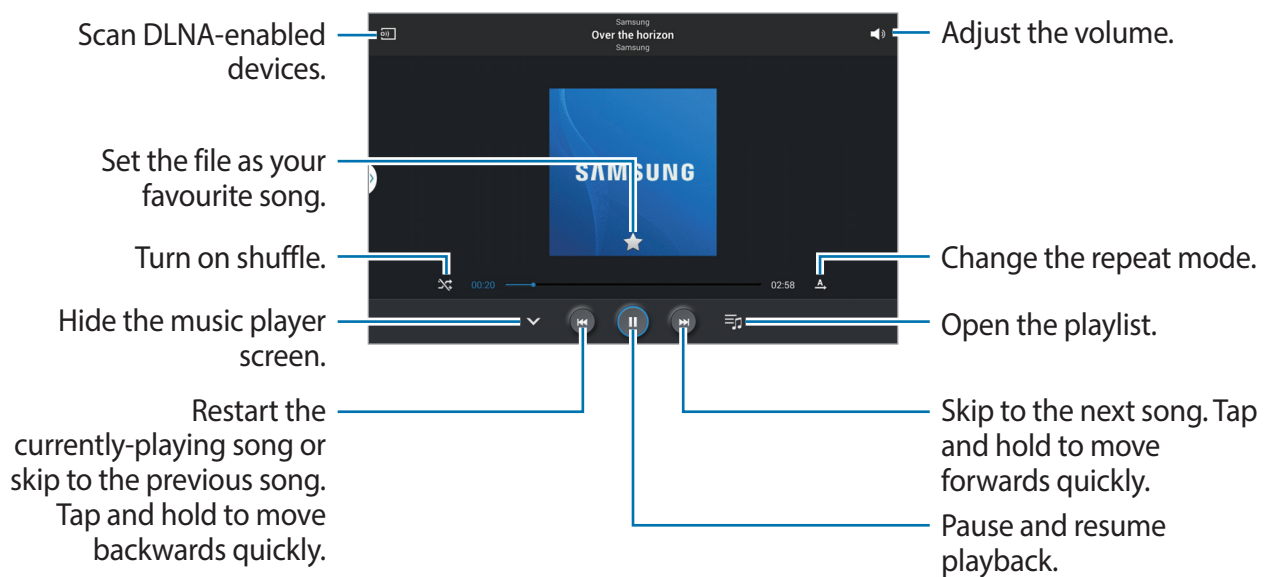 Scan DLNA-enabled
devices.
Set the file as your
favourite song.
Turn on shuffle.
Hide the music player
screen.
Restart the
currently-playing song or
skip to the previous song.
Tap and hold to move
backwards quickly.
Samsung
Over the horizon
Samsung
SAMSUNG
00:20
02:58
A
Adjust the volume.
Change the repeat mode.
Open the playlist.
Skip to the next song. Tap
and hold to move
forwards quickly.
Pause and resume
playback.